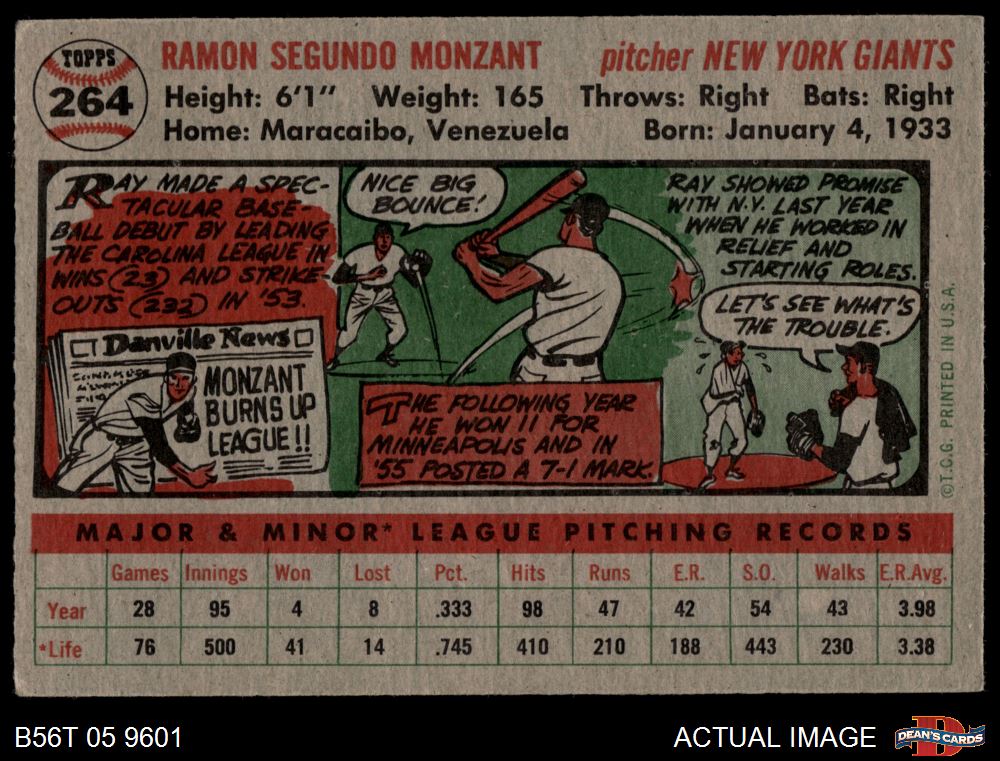 TOPPS
264
RAMON SEGUNDO MONZANT
pitcher NEW YORK GIANTS
Height: 6'1" Weight: 165 Throws: Right Bats: Right
Home: Maracaibo, Venezuela Born: January 4, 1933
RAY MADE A SPEC-
TACULAR BASE-
BALL DEBUT BY LEADING
THE CAROLINA LEAGUE IN
WINS (23) AND STRIKE-
OUTS (232) IN '53.
Danville News
MONZANT
BURNS UP
LEAGUE!!
NICE BIG
BOUNCE!
THE FOLLOWING YEAR
HE WON 11 FOR
MINNEAPOLIS AND IN
'55 POSTED A 7-1 MARK.
RAY SHOWED PROMISE
WITH N.Y. LAST YEAR
WHEN HE WORKED IN
RELIEF AND
STARTING ROLES.
LET'S SEE WHAT'S
THE TROUBLE.
©T.C.G. PRINTED IN U.S.A.
MAJOR & MINOR* LEAGUE PITCHING RECORDS
Games Innings Won Lost Pct. Hits Runs E.R. S.O. Walks E.R.Avg.
Year 28 95 4 8 .333 98 47 42 54 43 3.98
*Life 76 500 41 14 .745 410 210 188 443 230 3.38
B56T 05 9601
ACTUAL IMAGE
DEAN'S CARDS